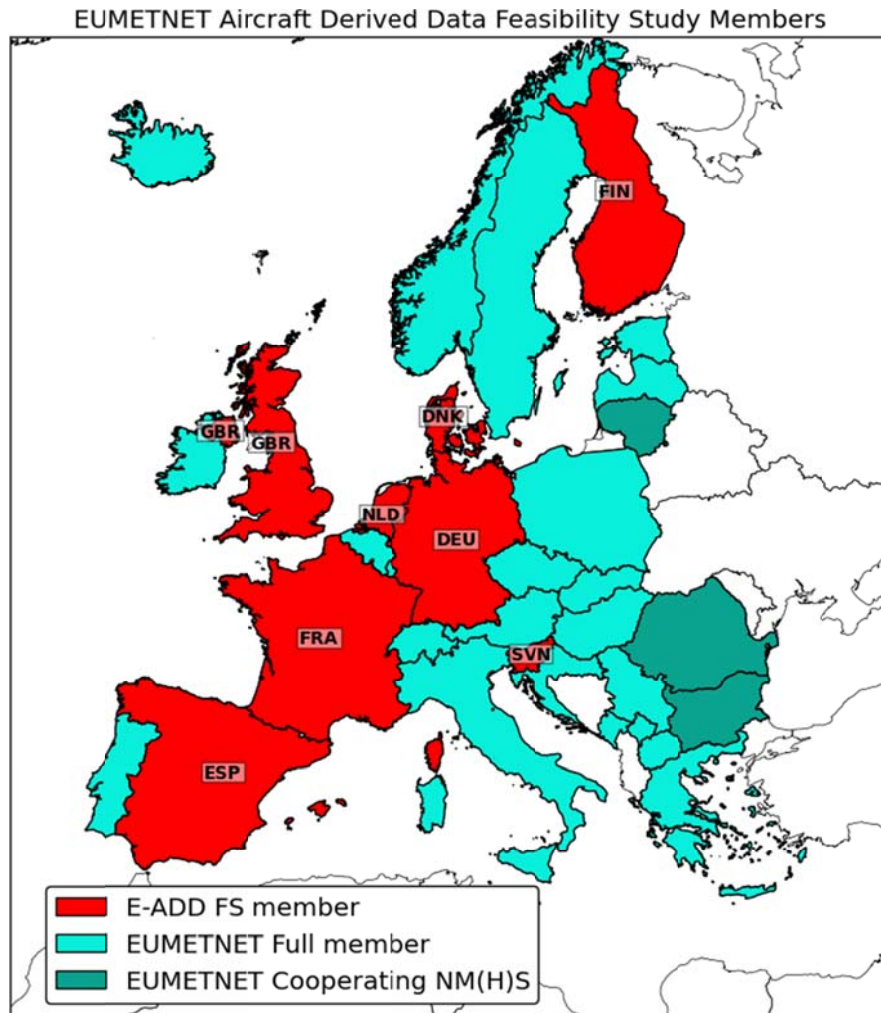 EUMETNET Aircraft Derived Data Feasibility Study Members
FIN
DNK
GBR
GBR
NLD
DEU
FRA
SVN
ESP
E-ADD FS member
EUMETNET Full member
EUMETNET Cooperating NM(H)S